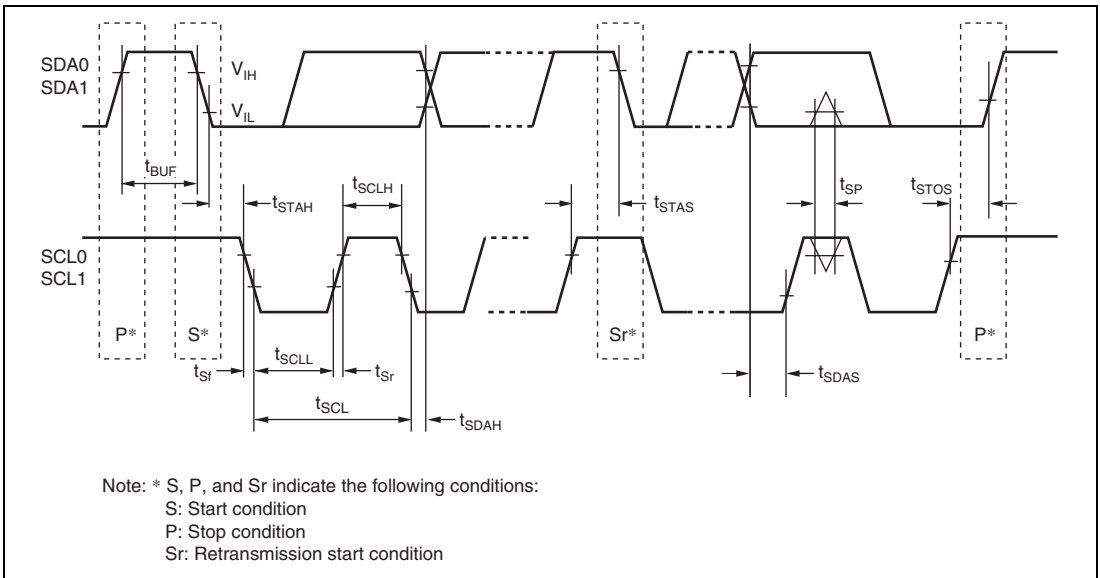 SDA0
SDA1
VIH
VIL
tBUF
tSTAH
tSCLH
tSTAS
tSP
tSTOS
SCL0
SCL1
P*
S*
Sr*
P*
tSf
tSCLL
tSr
tSCL
tSDAH
tSDAS
Note: * S, P, and Sr indicate the following conditions:
S: Start condition
P: Stop condition
Sr: Retransmission start condition